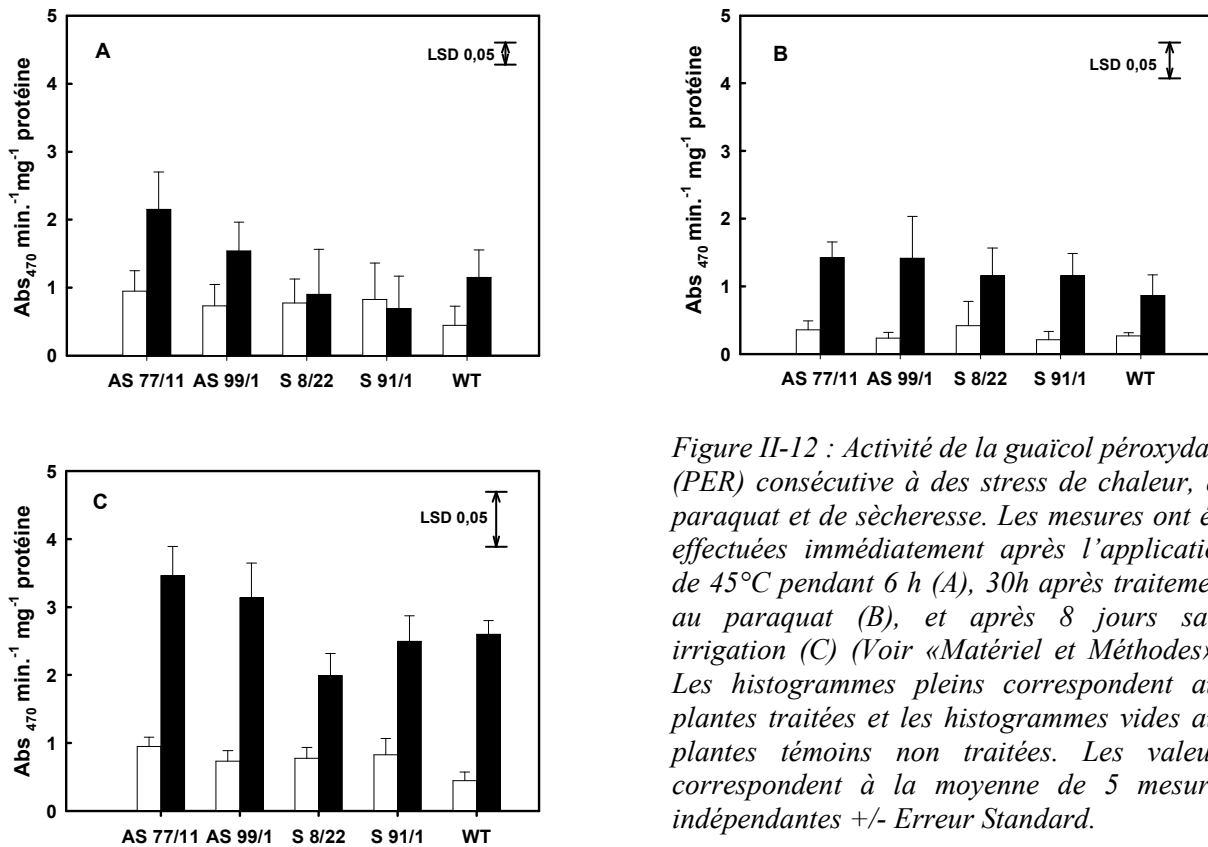 A
LSD 0,05
Abs470 min.-1mg-1 protéine
5
4
3
2
1
0
AS 77/11 AS 99/1 S 8/22 S 91/1 WT
B
LSD 0,05
Abs 470 min.-1 mg-1 protéine
5
4
3
2
1
0
AS 77/11 AS 99/1 S 8/22 S 91/1 WT
C
LSD 0,05
Abs 470 min.-1 mg-1 protéine
5
4
3
2
1
0
AS 77/11 AS 99/1 S 8/22 S 91/1 WT
Figure II-12 : Activité de la guaïcol péroxyda
(PER) consécutive à des stress de chaleur,
paraquat et de sècheresse. Les mesures ont é
effectuées immédiatement après l'applicatio
de 45°C pendant 6 h (A), 30h après traiteme
au paraquat (B), et après 8 jours sa
irrigation (C) (Voir «Matériel et Méthodes»
Les histogrammes pleins correspondent a
plantes traitées et les histogrammes vides a
plantes témoins non traitées. Les valeu
correspondent à la moyenne de 5 mesur
indépendantes +/- Erreur Standard.